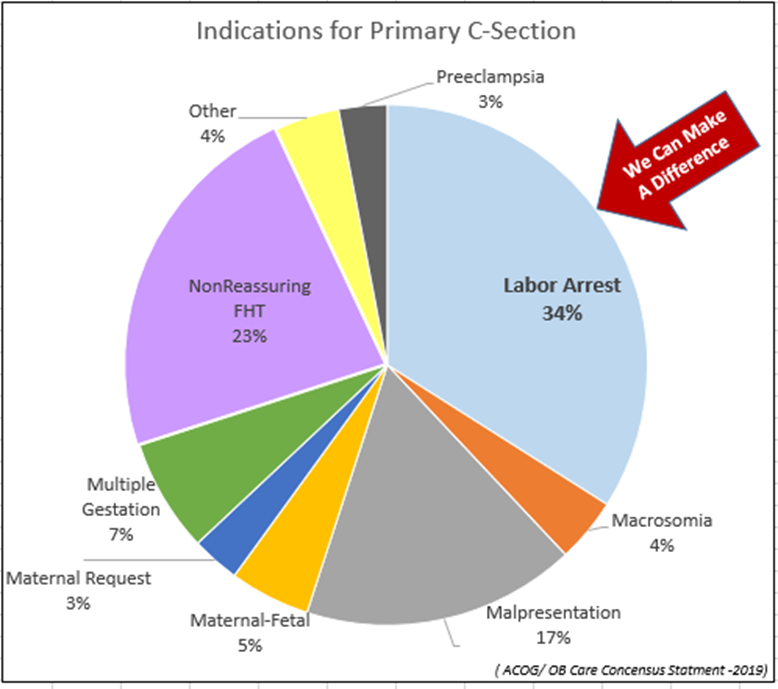 Indications for Primary C-Section
Preeclampsia
3%
Other
4%
We Can Make
A Difference
Labor Arrest
34%
NonReassuring
FHT
23%
Multiple
Gestation
7%
Macrosomia
4%
Maternal Request
3%
Malpresentation
17%
Maternal-Fetal
5%
( ACOG/ OB Care Concensus Statment -2019)